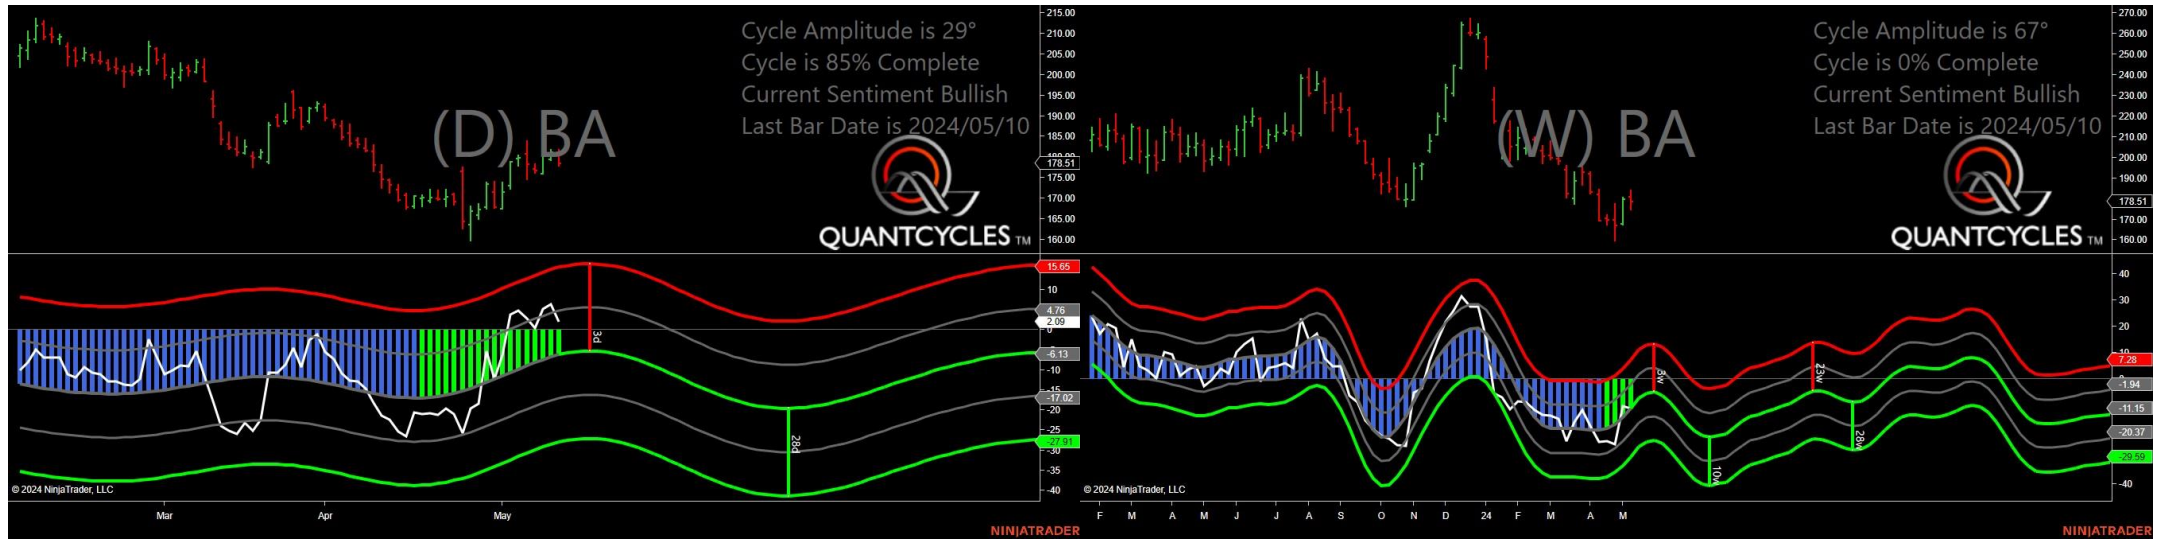 Cycle Amplitude is 29°
Cycle is 85% Complete
Current Sentiment Bullish
Last Bar Date is 2024/05/10
(D) BA
QUANTCYCLES TM
215.00
210.00
205.00
200.00
195.00
190.00
185.00
178.51
175.00
170.00
165.00
160.00
15.65
10
4.76
2.09
-6.13
-10
-15
-17.02
-20
-25
-27.91
-30
-35
-40
3d
28d
© 2024 NinjaTrader, LLC
Mar
Apr
May
NINJATRADER
Cycle Amplitude is 67°
Cycle is 0% Complete
Current Sentiment Bullish
Last Bar Date is 2024/05/10
(W) BA
QUANTCYCLES TM
270.00
260.00
250.00
240.00
230.00
220.00
210.00
200.00
190.00
178.51
170.00
160.00
40
30
20
7.28
-1.94
-11.15
-20.37
-29.59
-40
23w
28w
© 2024 NinjaTrader, LLC
F M A M J J A S O N D 24 F M A M
NINJATRADER